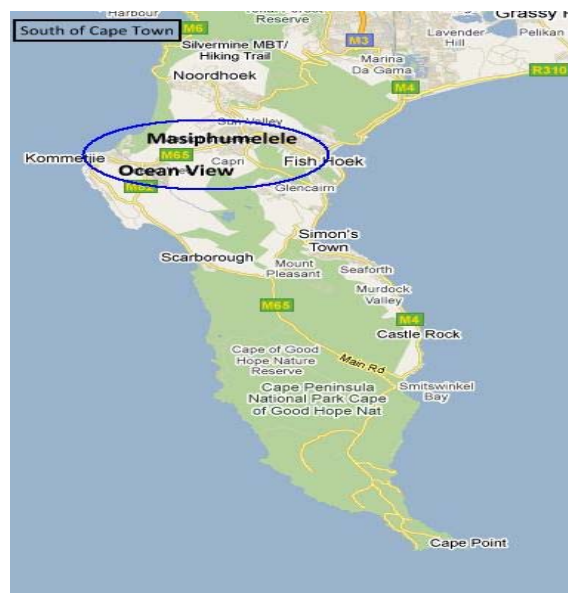 Harbour
Reserve
Grassy
South of Cape Town
M6
Silvermine MBT/
Hiking Trail
M3
Lavender
Hill
Pelikan
Marina
Da Gama
R310
Noordhoek
M4
Sun Valley
Masiphumelele
Kommetjie
M65
Capri
Fish Hoek
Ocean View
Glencairn
Simon's
Town
Scarborough
Mount
Pleasant
Seaforth
Murdock
Valley
M65
M4
Castle Rock
Cape of Good
Hope Nature
Reserve
Main Rd
Smitswinkel
Bay
Cape Peninsula
National Park Cape
of Good Hope Nat
Cape Point